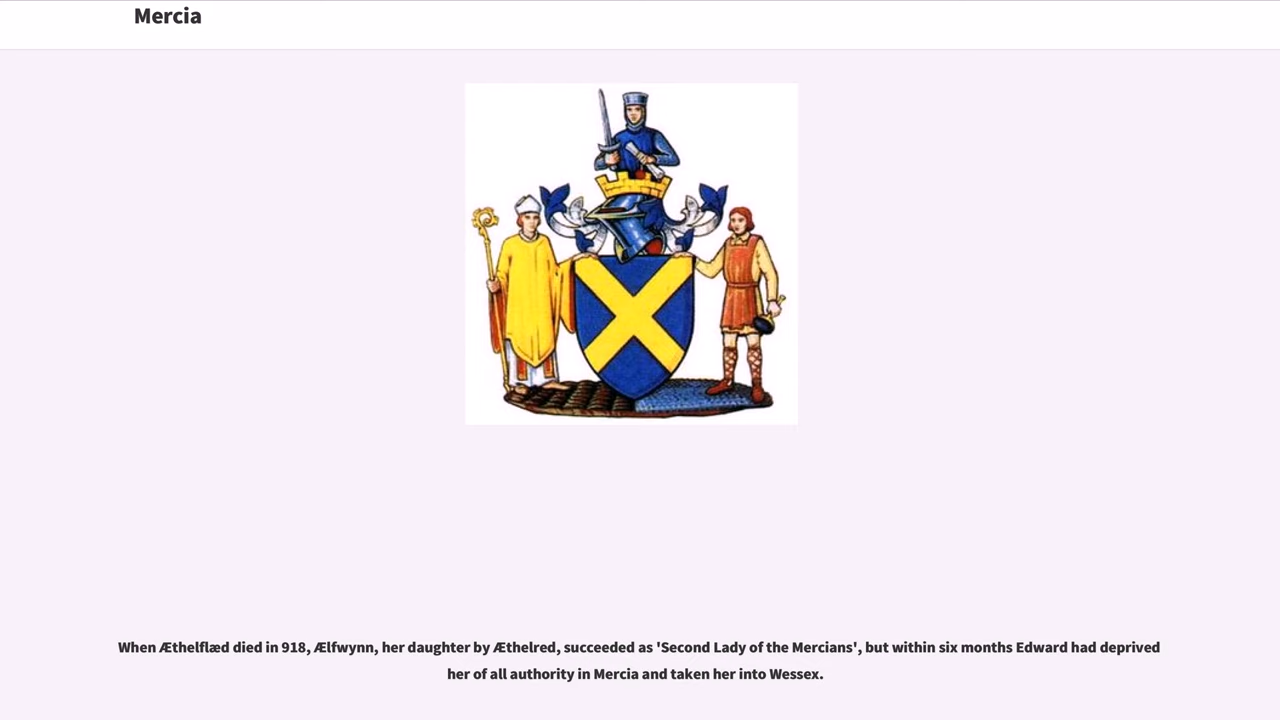 Mercia
When Æthelflæd died in 918, Ælfwynn, her daughter by Æthelred, succeeded as 'Second Lady of the Mercians', but within six months Edward had deprived
her of all authority in Mercia and taken her into Wessex.